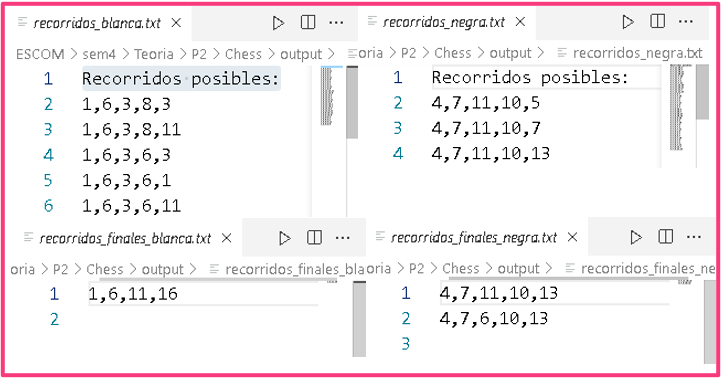 recorridos_blanca.txt
ESCOM > sem4 > Teoria > P2 > Chess > output >
1 Recorridos posibles:
2 1,6,3,8,3
3 1,6,3,8,11
4 1,6,3,6,3
5 1,6,3,6,1
6 1,6,3,6,11
recorridos_negra.txt
oria > P2 > Chess > output > recorridos_negra.txt
1 Recorridos posibles:
2 4,7,11,10,5
3 4,7,11,10,7
4 4,7,11,10,13
recorridos_finales_blanca.txt
oria > P2 > Chess > output > recorridos_finales_bla
1 1,6,11,16
2
recorridos_finales_negra.txt
oria > P2 > Chess > output > recorridos_finales_ne
1 4,7,11,10,13
2 4,7,6,10,13
3